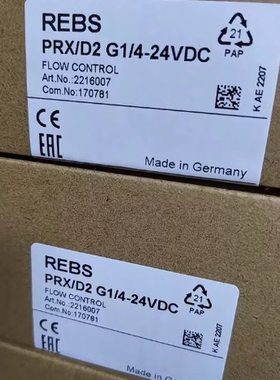 REBS
PRX/D2 G1/4-24VDC
FLOW CONTROL
Art.No.:2216007
Com.No.:170781
21
PAP
K AE 2207
CE
EAC
Made in Germany
REBS
PRX/D2 G1/4-24VDC
FLOW CONTROL
Art.No.:2216007
Com.No.:170781
21
PAP
K AE 2207
CE
EAC
Made in Germany